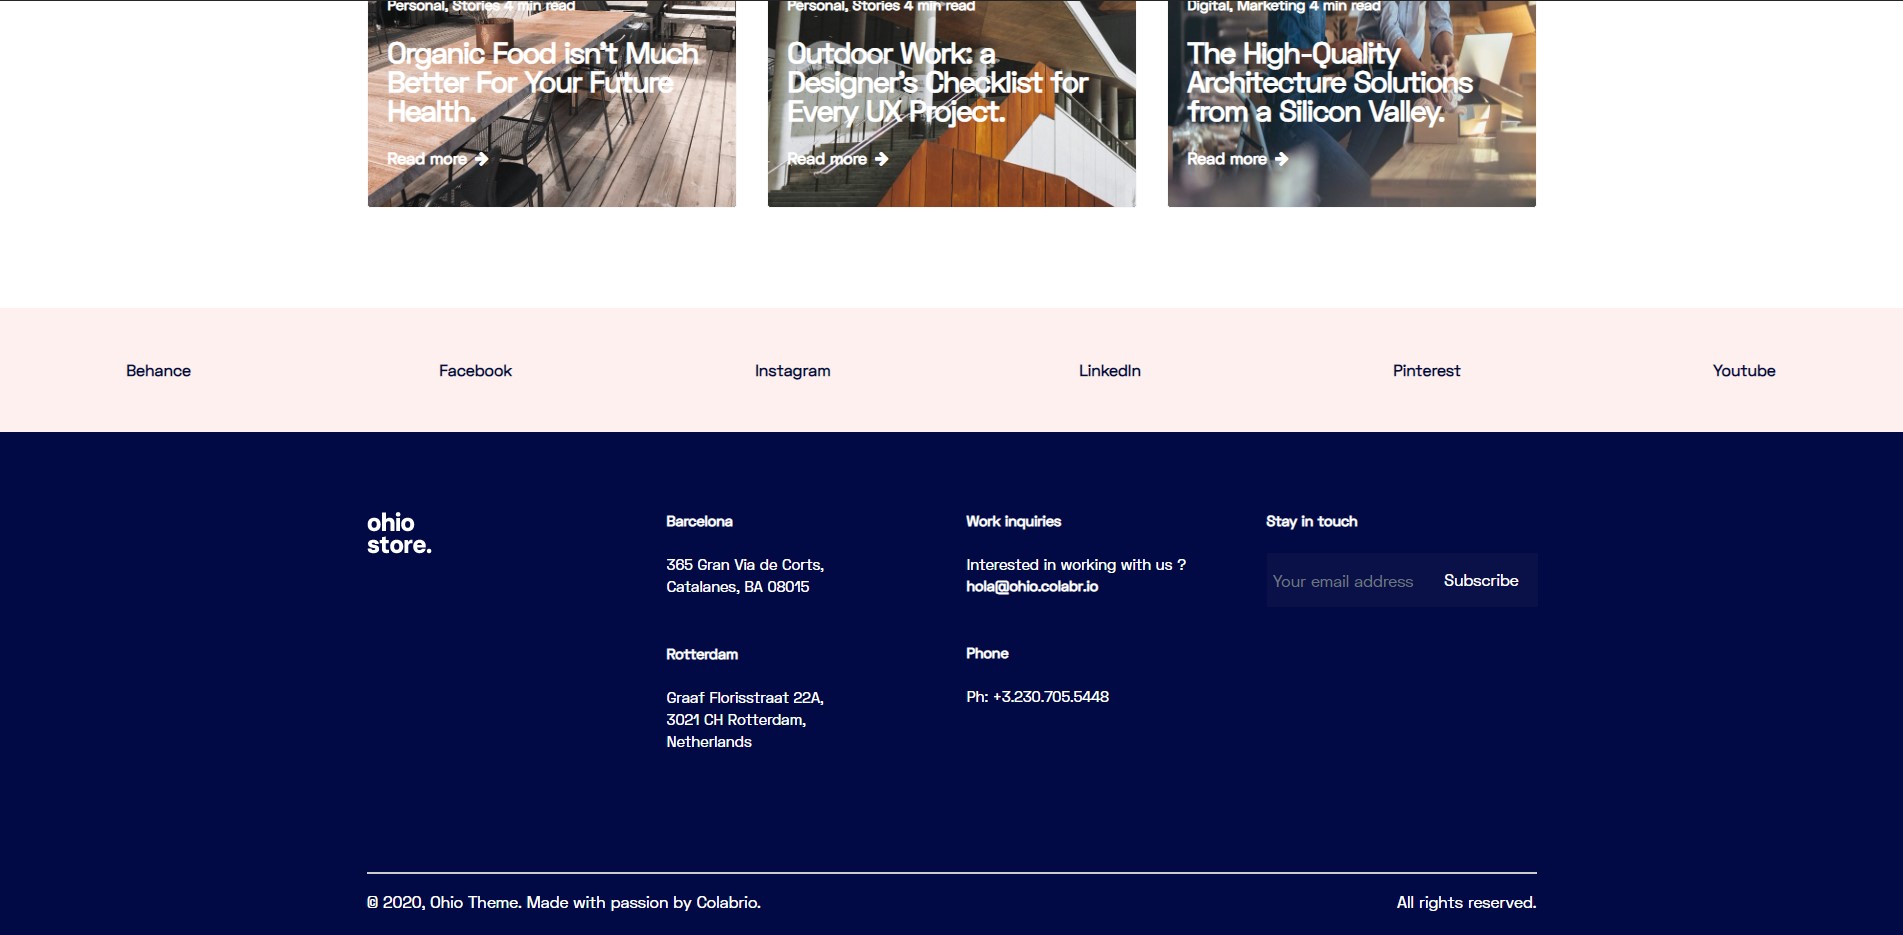 Personal, Stories 4 min read
Organic Food isn't Much
Better For Your Future
Health.
Read more
Personal, Stories 4 min read
Outdoor Work: a
Designer's Checklist for
Every UX Project.
Read more
Digital, Marketing 4 min read
The High-Quality
Architecture Solutions
from a Silicon Valley.
Read more
Behance
Facebook
Instagram
LinkedIn
Pinterest
Youtube
ohio
store.
Barcelona
365 Gran Via de Corts,
Catalanes, BA 08015
Rotterdam
Graaf Florisstraat 22A,
3021 CH Rotterdam,
Netherlands
Work inquiries
Interested in working with us ?
hola@ohio.colabr.io
Phone
Ph: +3.230.705.5448
Stay in touch
Your email address
Subscribe
© 2020, Ohio Theme. Made with passion by Colabrio.
All rights reserved.